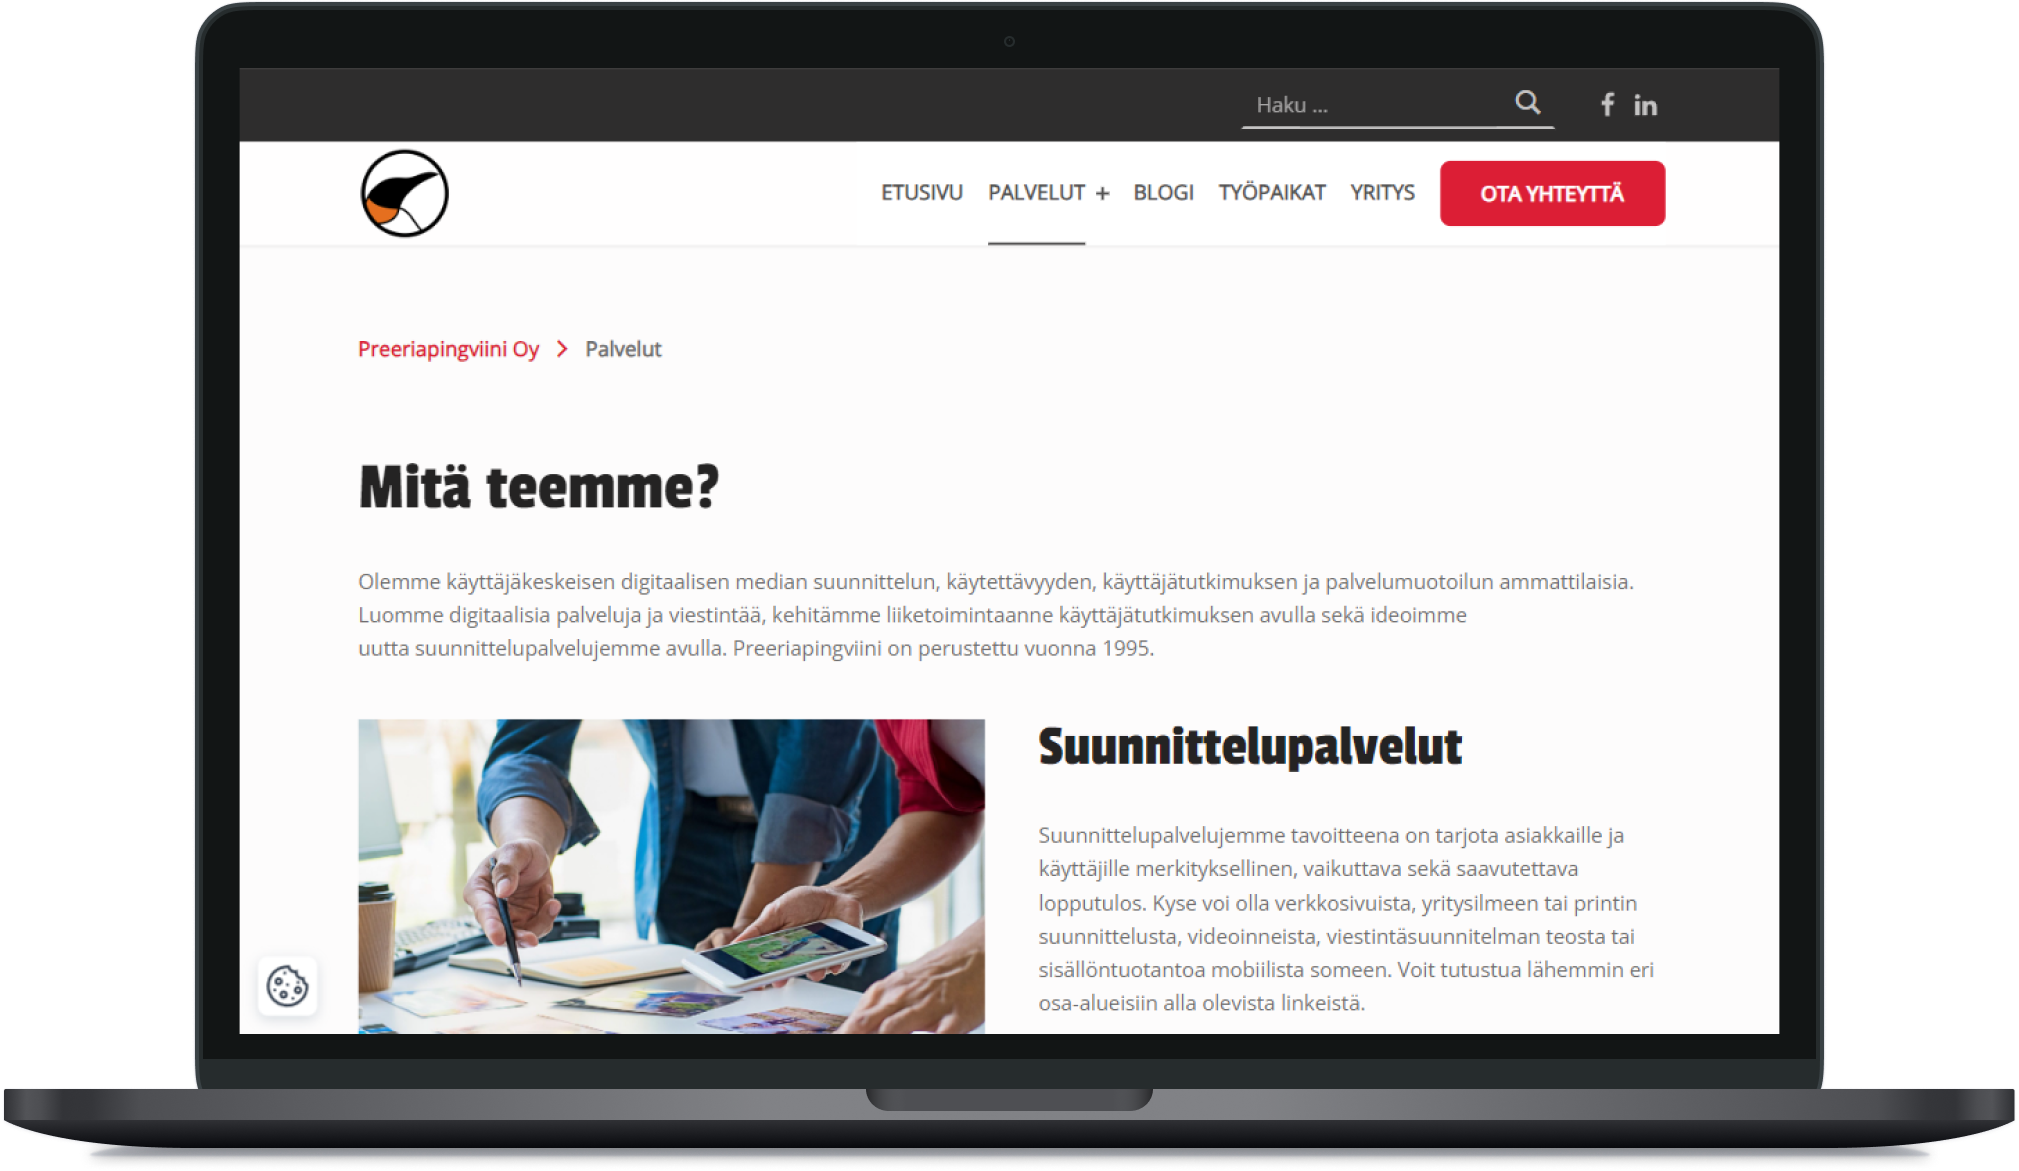 Haku ...
ETUSIVU PALVELUT + BLOGI TYÖPAIKAT YRITYS OTA YHTEYTTÄ
Preeriapingviini Oy > Palvelut
Mitä teemme?
Olemme käyttäjäkeskeisen digitaalisen median suunnittelun, käytettävyyden, käyttäjätutkimuksen ja palvelumuotoilun ammattilaisia.
Luomme digitaalisia palveluja ja viestintää, kehitämme liiketoimintaanne käyttäjätutkimuksen avulla sekä ideoimme
uutta suunnittelupalvelujemme avulla. Preeriapingviini on perustettu vuonna 1995.
Suunnittelupalvelut
Suunnittelupalvelujemme tavoitteena on tarjota asiakkaille ja
käyttäjille merkityksellinen, vaikuttava sekä saavutettava
lopputulos. Kyse voi olla verkkosivuista, yritysilmeen tai printin
suunnittelusta, videoinneista, viestintäsuunnitelman teosta tai
sisällöntuotantoa mobiilista someen. Voit tutustua lähemmin eri
osa-alueisiin alla olevista linkeistä.